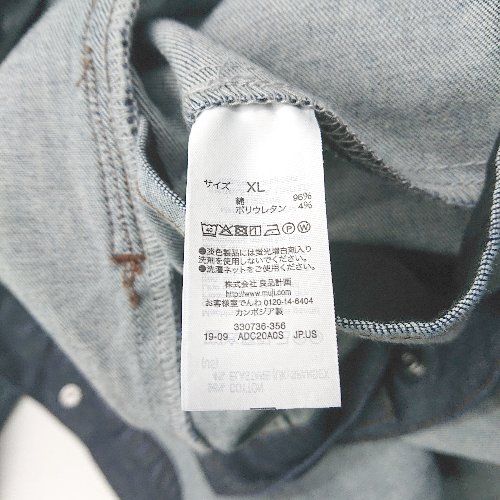 サイズ XL
綿 96%
ポリウレタン 4%
●淡色製品には蛍光増白剤入り
洗剤を使用しないでください。
●洗濯ネットをご使用ください。
株式会社 良品計画
http://www.muji.com/
お客様室でんわ 0120-14-6404
カンボジア製
330736-356
19-09 ADC20A0S JP.US